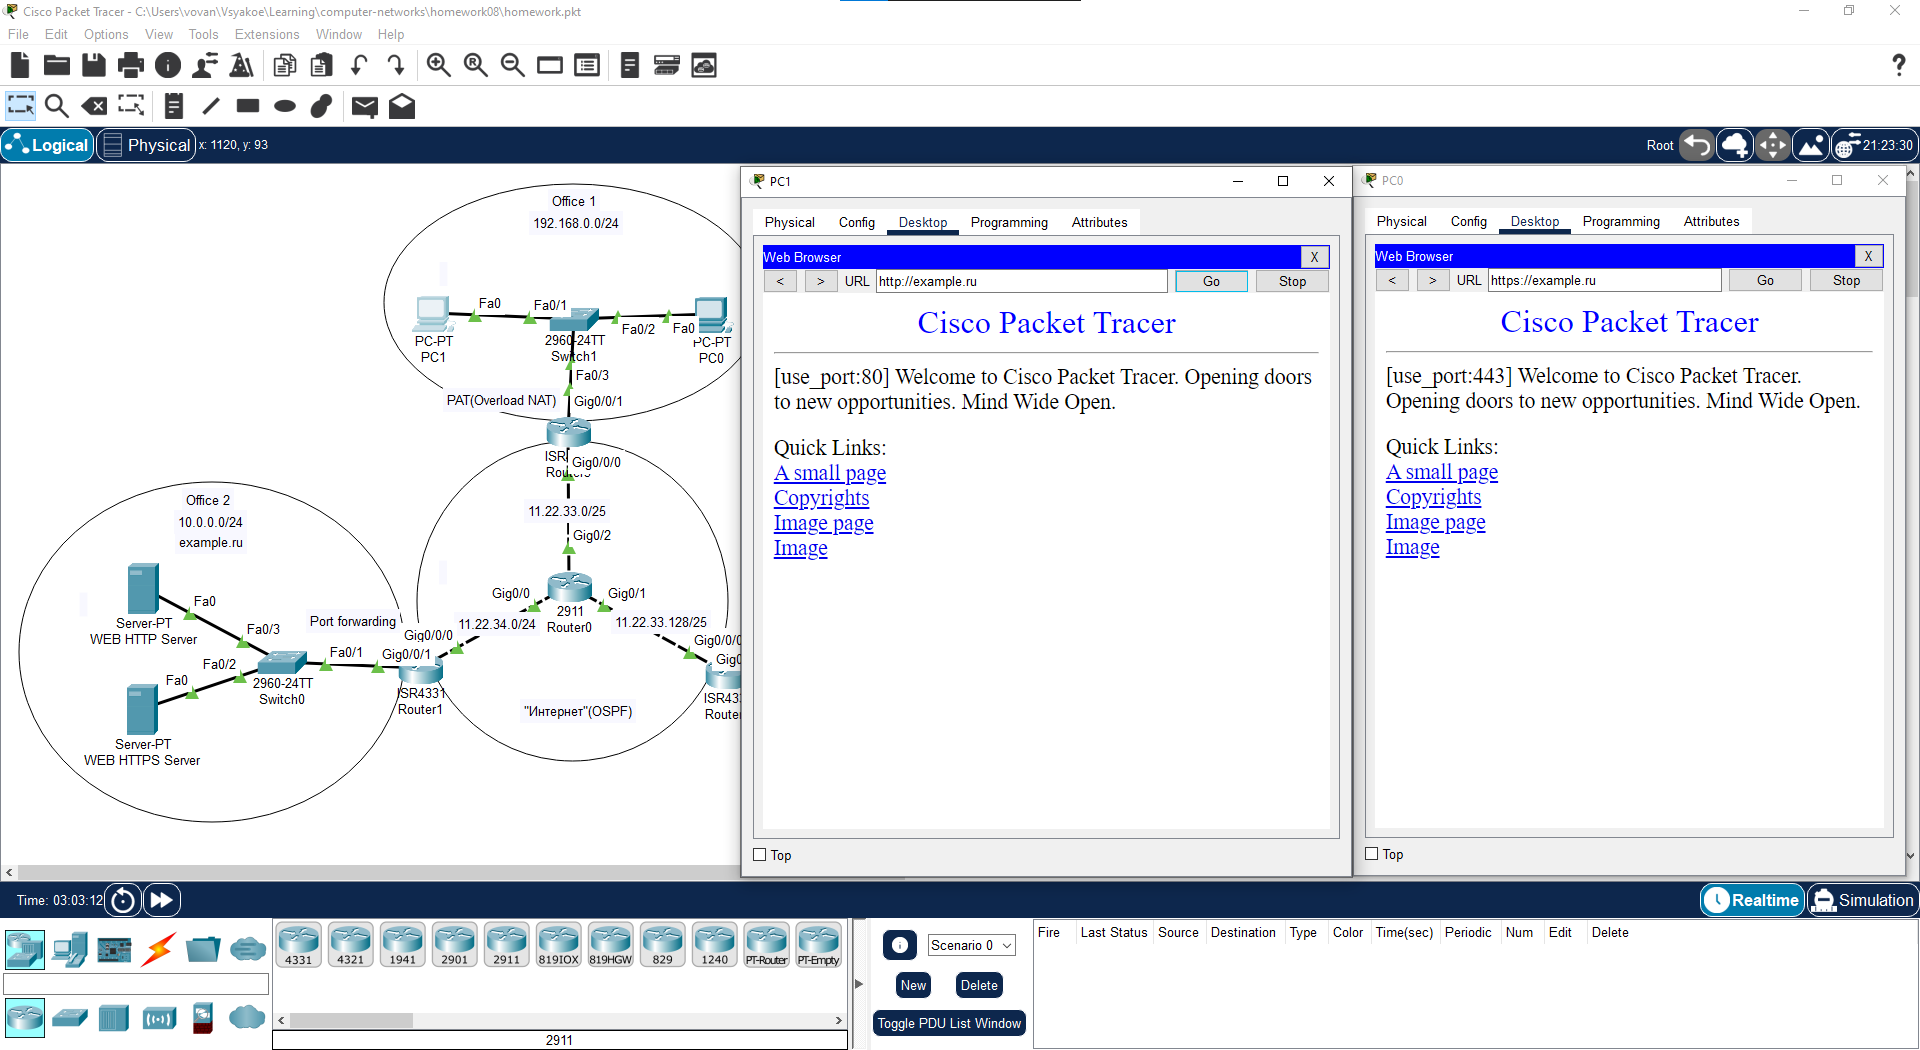 Cisco Packet Tracer - C:\Users\vovan\Vsyakoe\Learning\computer-networks\homework08\homework.pkt
File Edit Options View Tools Extensions Window Help
Logical Physical x: 1120, y: 93
Root 21:23:30
Office 1
192.168.0.0/24
Fa0
Fa0/1
Fa0/2
Fa0
PC-PT
PC1
2960-24TT
Switch1
PC-PT
PC0
Fa0/3
PAT(Overload NAT)
Gig0/0/1
Gig0/0/0
11.22.33.0/25
Gig0/2
Office 2
10.0.0.0/24
example.ru
Gig0/0
Gig0/1
2911
Router0
Fa0
Server-PT
WEB HTTP Server
Fa0/3
Port forwarding
11.22.34.0/24
11.22.33.128/25
Gig0/0/0
Gig0/0/0
Fa0/2
Fa0/1
Gig0/0/1
Fa0
2960-24TT
Switch0
ISR4331
Router1
"Интернет"(OSPF)
Server-PT
WEB HTTPS Server
PC1
Physical Config Desktop Programming Attributes
Web Browser X
< > URL http://example.ru Go Stop
Cisco Packet Tracer
[use_port:80] Welcome to Cisco Packet Tracer. Opening doors
to new opportunities. Mind Wide Open.
Quick Links:
A small page
Copyrights
Image page
Image
Top
PC0
Physical Config Desktop Programming Attributes
Web Browser X
< > URL https://example.ru Go Stop
Cisco Packet Tracer
[use_port:443] Welcome to Cisco Packet Tracer.
Opening doors to new opportunities. Mind Wide Open.
Quick Links:
A small page
Copyrights
Image page
Image
Top
Time: 03:03:12
Realtime Simulation
4331 4321 1941 2901 2911 819IOX 819HGW 829 1240 PT-Router PT-Empty
2911
Scenario 0
New Delete
Toggle PDU List Window
Fire Last Status Source Destination Type Color Time(sec) Periodic Num Edit Delete